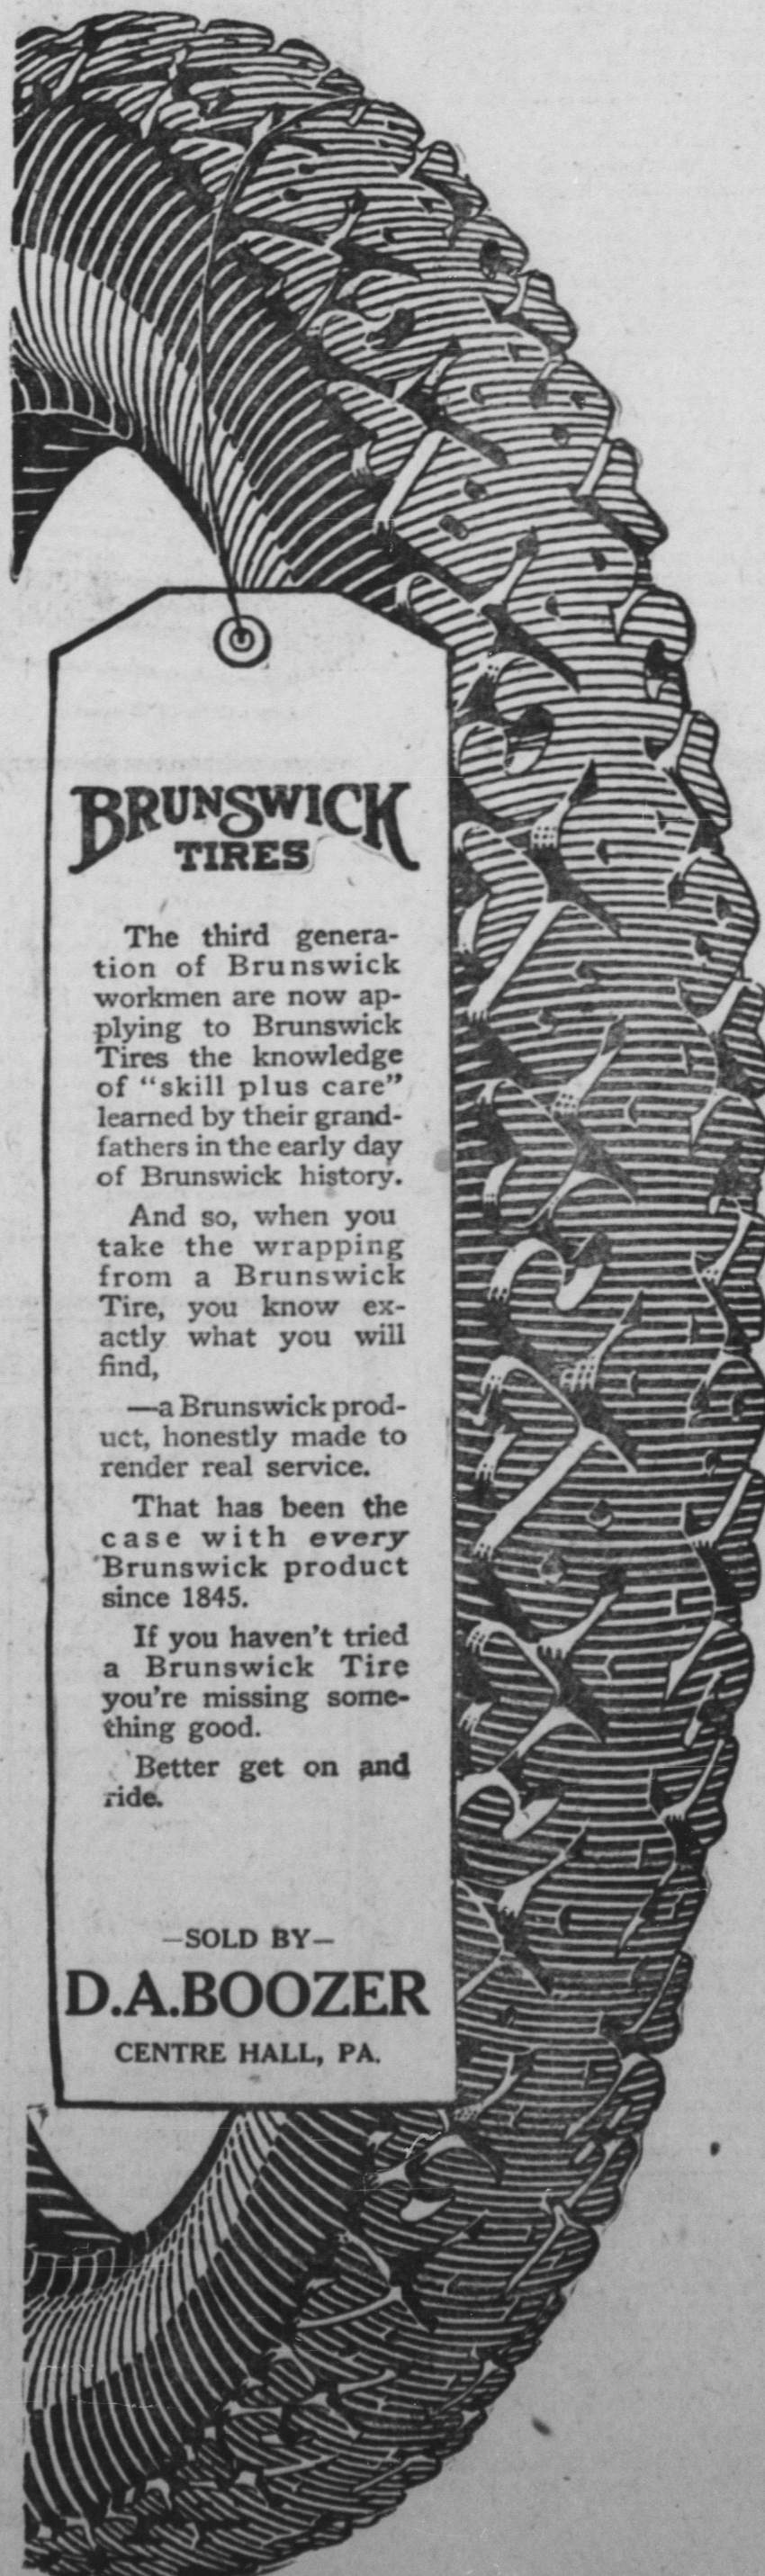 BRUNSWICK
TIRES
The third genera-
tion of Brunswick
workmen are now ap-
plying to Brunswick
Tires the knowledge
of "skill plus care"
learned by their grand-
fathers in the early day
of Brunswick history.
And so, when you
take the wrapping
from a Brunswick
Tire, you know ex-
actly what you will
find,
—a Brunswick prod-
uct, honestly made to
render real service.
That has been the
case with every
Brunswick product
since 1845.
If you haven't tried
a Brunswick Tire
you're missing some-
thing good.
Better get on and
ride.
—SOLD BY—
D.A.BOOZER
CENTRE HALL, PA.